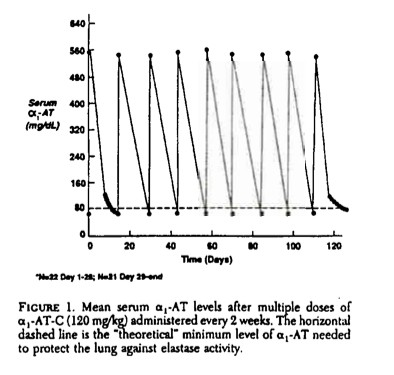 640
560
480
400
320
240
160
80
0
Serum
α₁-AT
(mg/dL)
0 20 40 60 80 100 120
Time (Days)
*N=22 Day 1-28; N=21 Day 29-end
FIGURE 1. Mean serum α₁-AT levels after multiple doses of
α₁-AT-C (120 mg/kg) administered every 2 weeks. The horizontal
dashed line is the "theoretical" minimum level of α₁-AT needed
to protect the lung against elastase activity.